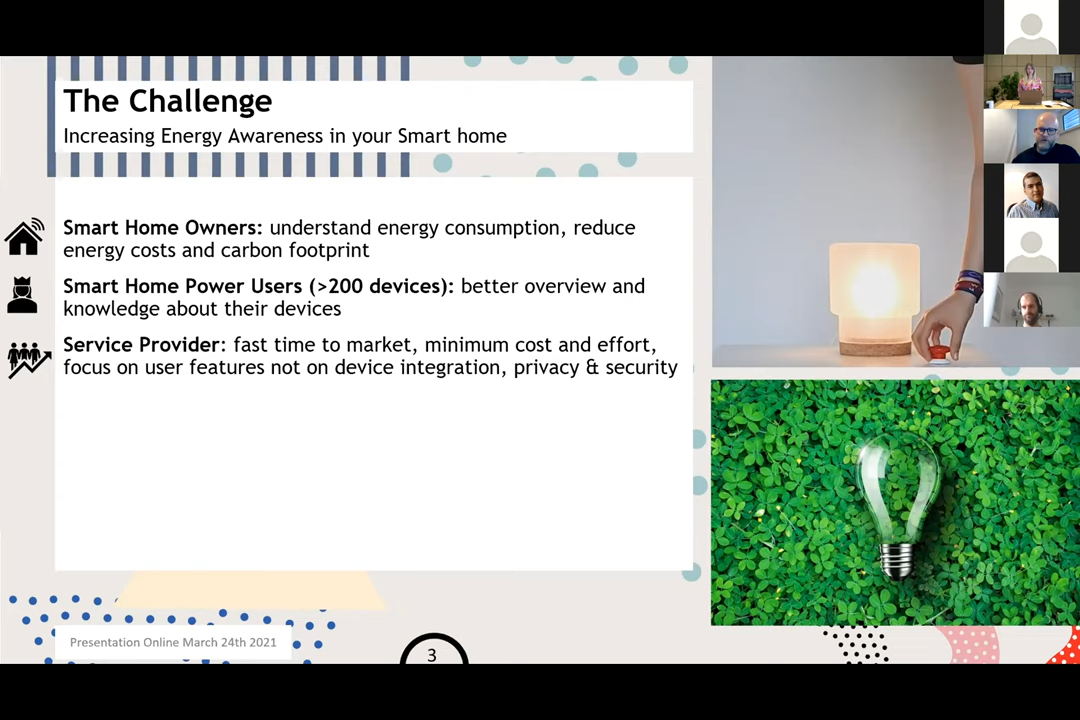 The Challenge
Increasing Energy Awareness in your Smart home
Smart Home Owners: understand energy consumption, reduce
energy costs and carbon footprint
Smart Home Power Users (>200 devices): better overview and
knowledge about their devices
Service Provider: fast time to market, minimum cost and effort,
focus on user features not on device integration, privacy & security
Presentation Online March 24th 2021
3